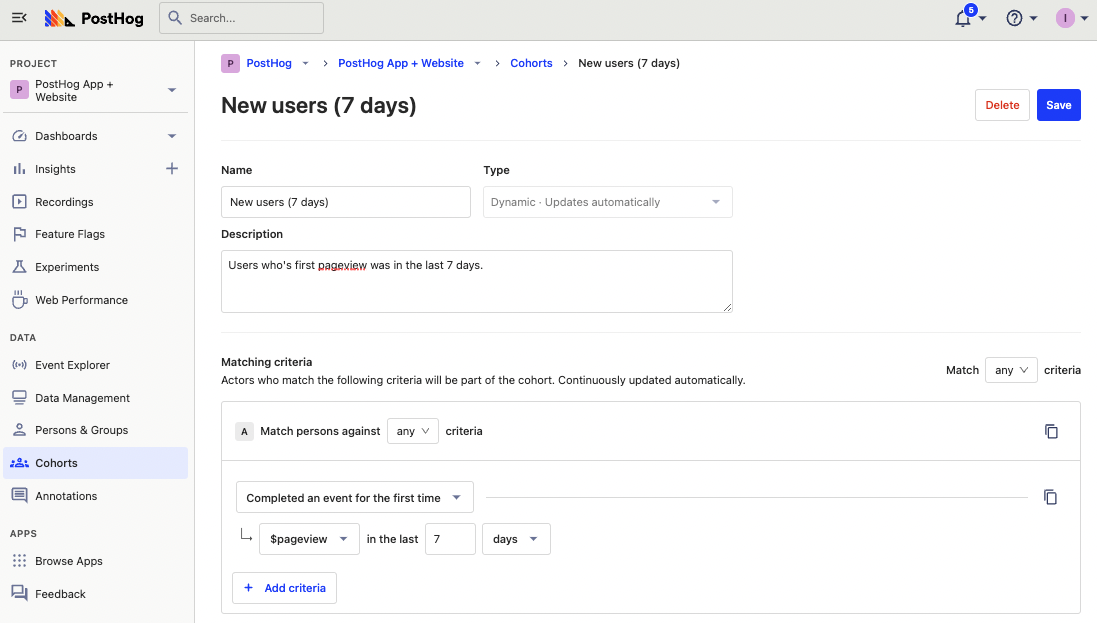 PostHog
Search...
5
I
PROJECT
P
PostHog App +
Website
Dashboards
Insights
Recordings
Feature Flags
Experiments
Web Performance
DATA
Event Explorer
Data Management
Persons & Groups
Cohorts
Annotations
APPS
Browse Apps
Feedback
P PostHog > PostHog App + Website > Cohorts > New users (7 days)
New users (7 days)
Delete
Save
Name
Type
New users (7 days)
Dynamic · Updates automatically
Description
Users who's first pageview was in the last 7 days.
Matching criteria
Actors who match the following criteria will be part of the cohort. Continuously updated automatically.
Match any criteria
A Match persons against any criteria
Completed an event for the first time
$pageview in the last 7 days
+ Add criteria